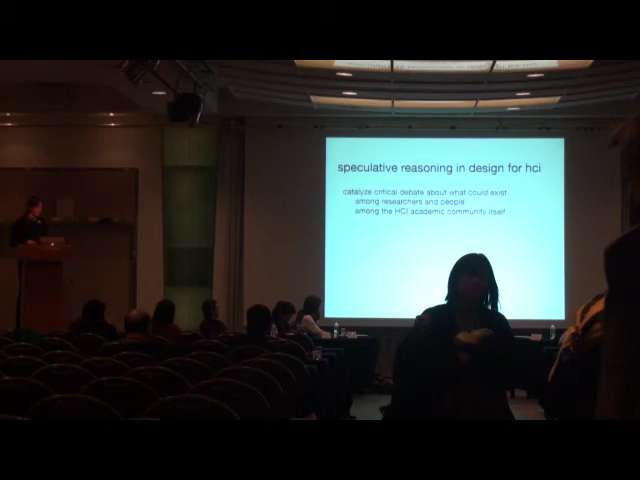 speculative reasoning in design for hci
catalyze critical debate about what could exist
among researchers and people
among the HCI academic community itself